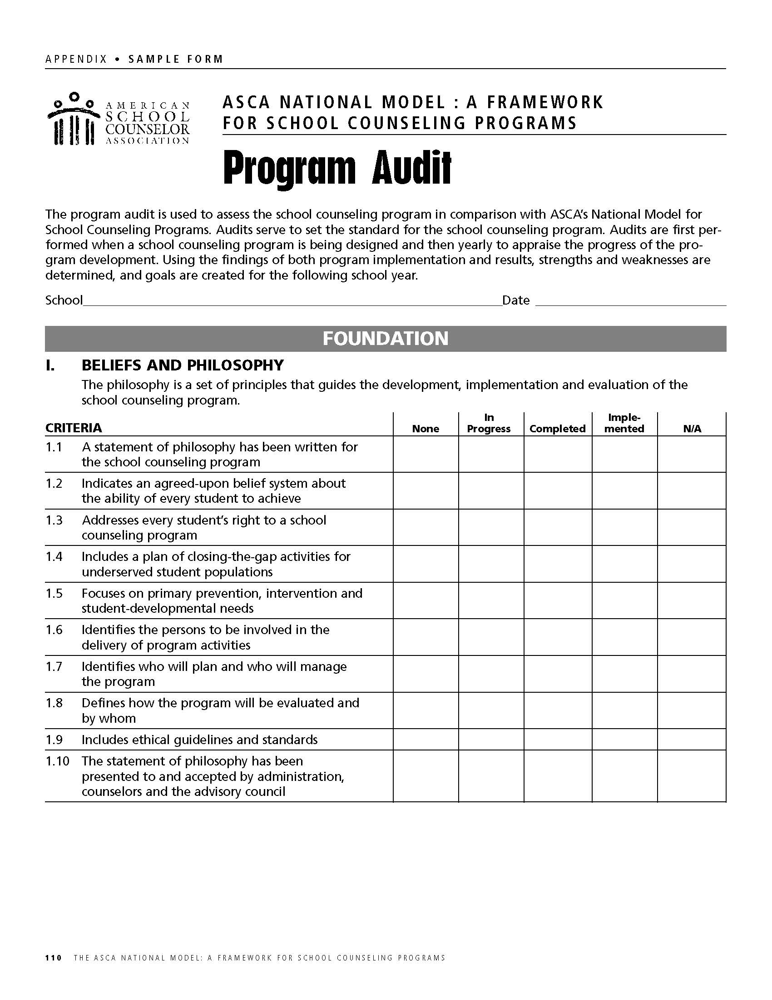 APPENDIX • SAMPLE FORM
AMERICAN
SCHOOL
COUNSELOR
ASSOCIATION
ASCA NATIONAL MODEL : A FRAMEWORK
FOR SCHOOL COUNSELING PROGRAMS
Program Audit
The program audit is used to assess the school counseling program in comparison with ASCA’s National Model for
School Counseling Programs. Audits serve to set the standard for the school counseling program. Audits are first per-
formed when a school counseling program is being designed and then yearly to appraise the progress of the pro-
gram development. Using the findings of both program implementation and results, strengths and weaknesses are
determined, and goals are created for the following school year.
School Date
FOUNDATION
I. BELIEFS AND PHILOSOPHY
The philosophy is a set of principles that guides the development, implementation and evaluation of the
school counseling program.
In Imple-
CRITERIA None Progress Completed mented N/A
1.1 A statement of philosophy has been written for
the school counseling program
1.2 Indicates an agreed-upon belief system about
the ability of every student to achieve
1.3 Addresses every student’s right to a school
counseling program
1.4 Includes a plan of closing-the-gap activities for
underserved student populations
1.5 Focuses on primary prevention, intervention and
student-developmental needs
1.6 Identifies the persons to be involved in the
delivery of program activities
1.7 Identifies who will plan and who will manage
the program
1.8 Defines how the program will be evaluated and
by whom
1.9 Includes ethical guidelines and standards
1.10 The statement of philosophy has been
presented to and accepted by administration,
counselors and the advisory council
110 THE ASCA NATIONAL MODEL: A FRAMEWORK FOR SCHOOL COUNSELING PROGRAMS